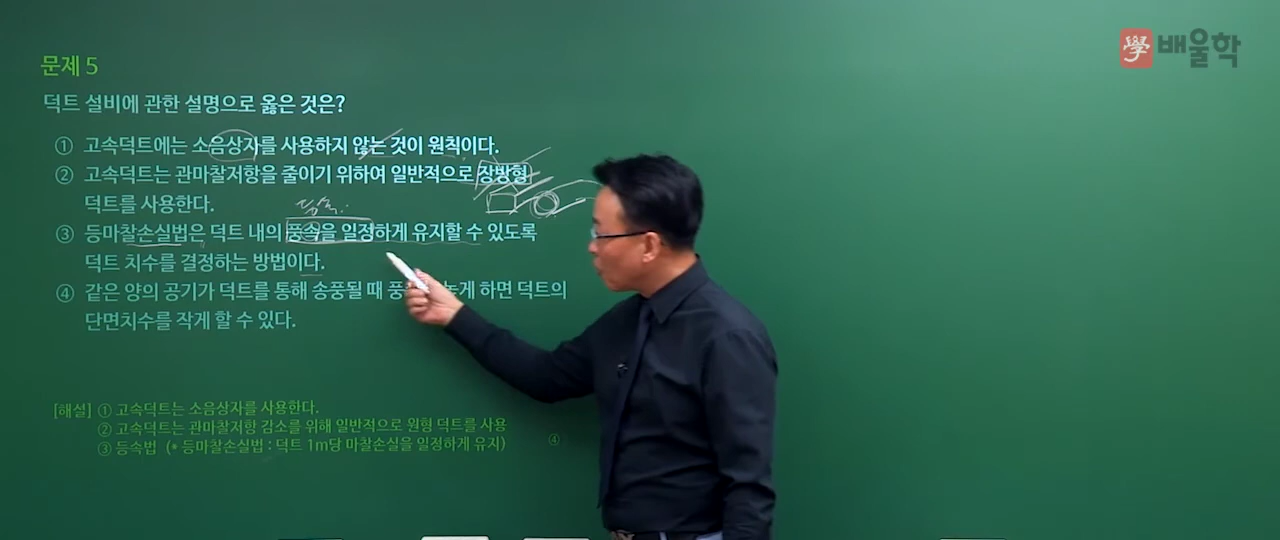 學 배울학
문제 5
덕트 설비에 관한 설명으로 옳은 것은?
① 고속덕트에는 소음상자를 사용하지 않는 것이 원칙이다.
② 고속덕트는 관마찰저항을 줄이기 위하여 일반적으로 장방형
덕트를 사용한다.
③ 등마찰손실법은 덕트 내의 풍속을 일정하게 유지할 수 있도록
덕트 치수를 결정하는 방법이다.
④ 같은 양의 공기가 덕트를 통해 송풍될 때 높게 하면 덕트의
단면치수를 작게 할 수 있다.
[해설] ① 고속덕트는 소음상자를 사용한다.
② 고속덕트는 관마찰저항 감소를 위해 일반적으로 원형 덕트를 사용
③ 등속법 (* 등마찰손실법 : 덕트 1m당 마찰손실을 일정하게 유지) ④